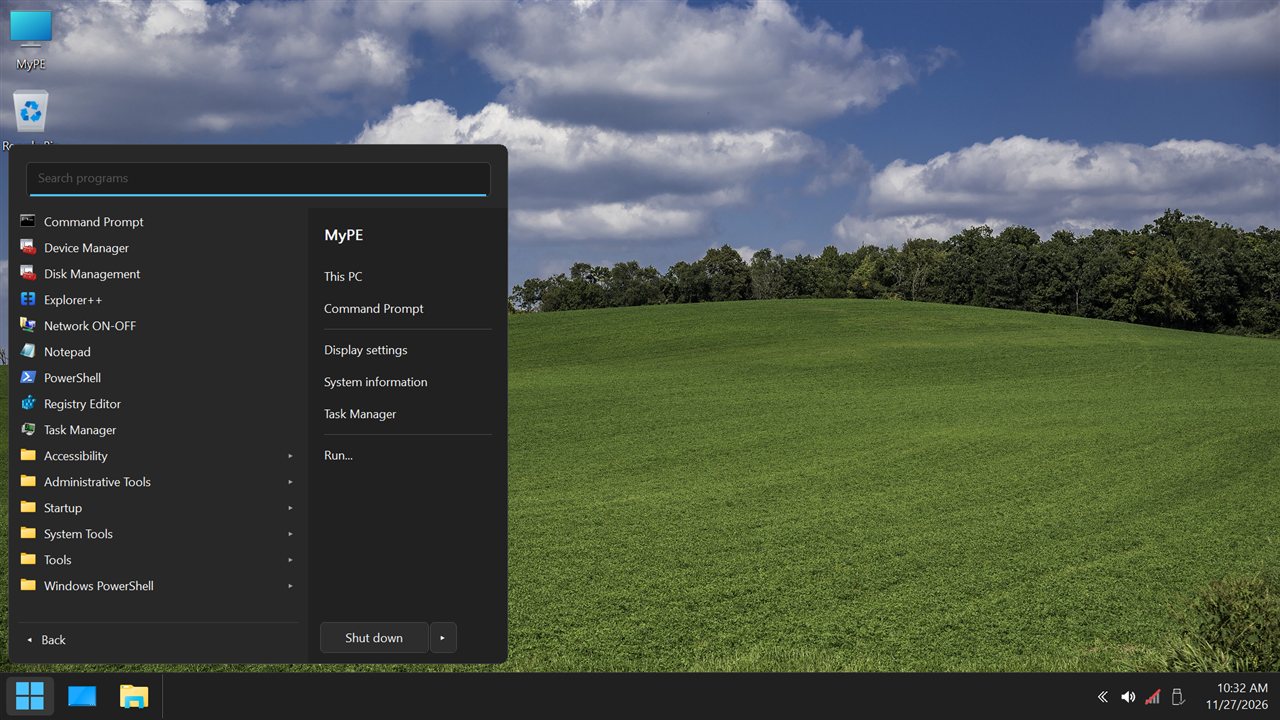 MyPE
Search programs
Command Prompt
Device Manager
Disk Management
Explorer++
Network ON-OFF
Notepad
PowerShell
Registry Editor
Task Manager
Accessibility
Administrative Tools
Startup
System Tools
Tools
Windows PowerShell
Back
MyPE
This PC
Command Prompt
Display settings
System information
Task Manager
Run...
Shut down
10:32 AM
11/27/2026